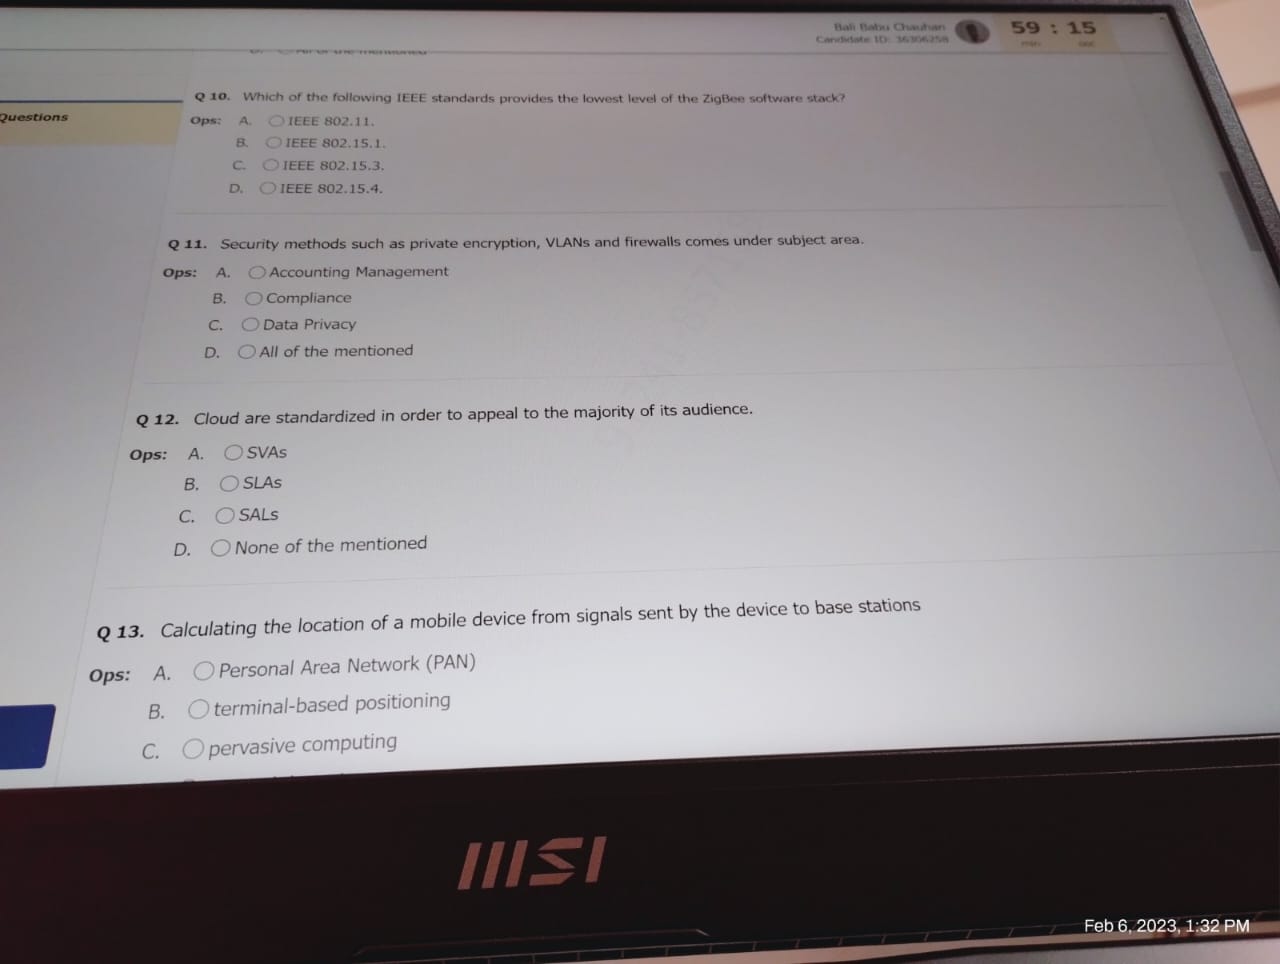 Bali Babu Chauhan
Candidate ID: 36306258
59 : 15
min sec
Questions
Q 10. Which of the following IEEE standards provides the lowest level of the ZigBee software stack?
Ops: A. IEEE 802.11.
B. IEEE 802.15.1.
C. IEEE 802.15.3.
D. IEEE 802.15.4.
Q 11. Security methods such as private encryption, VLANs and firewalls comes under subject area.
Ops: A. Accounting Management
B. Compliance
C. Data Privacy
D. All of the mentioned
Q 12. Cloud are standardized in order to appeal to the majority of its audience.
Ops: A. SVAs
B. SLAs
C. SALs
D. None of the mentioned
Q 13. Calculating the location of a mobile device from signals sent by the device to base stations
Ops: A. Personal Area Network (PAN)
B. terminal-based positioning
C. pervasive computing
msi
Feb 6, 2023, 1:32 PM